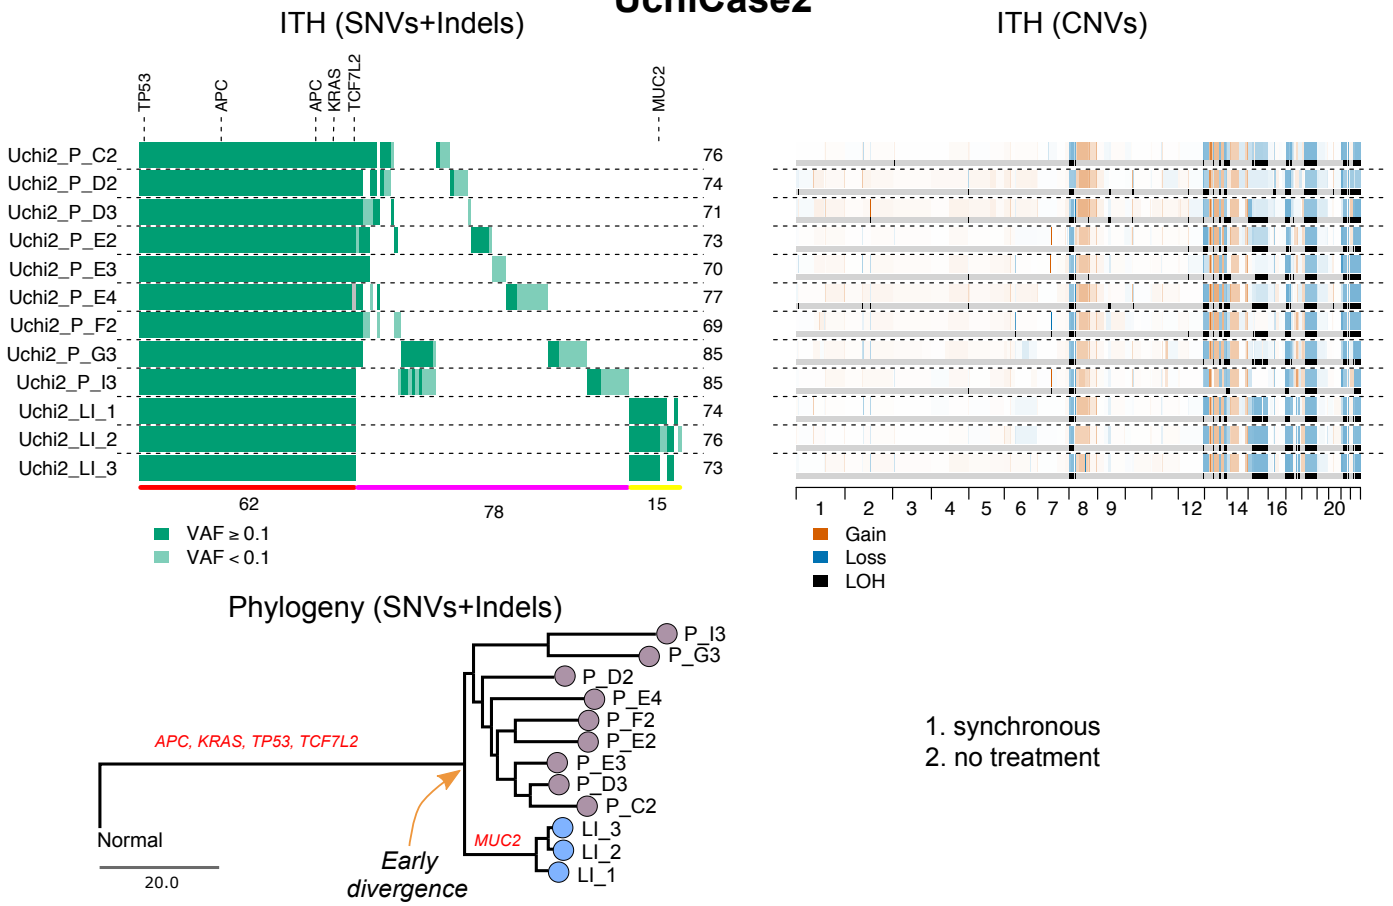 UchiCase2
ITH (SNVs+Indels)
ITH (CNVs)
TP53
APC
APC
KRAS
TCF7L2
MUC2
Uchi2_P_C2 76
Uchi2_P_D2 74
Uchi2_P_D3 71
Uchi2_P_E2 73
Uchi2_P_E3 70
Uchi2_P_E4 77
Uchi2_P_F2 69
Uchi2_P_G3 85
Uchi2_P_I3 85
Uchi2_LI_1 74
Uchi2_LI_2 76
Uchi2_LI_3 73
62 78 15
VAF ≥ 0.1
VAF < 0.1
1 2 3 4 5 6 7 8 9 12 14 16 20
Gain
Loss
LOH
Phylogeny (SNVs+Indels)
P_I3
P_G3
P_D2
P_E4
P_F2
P_E2
P_E3
P_D3
P_C2
LI_3
LI_2
LI_1
APC, KRAS, TP53, TCF7L2
MUC2
Normal
20.0
Early
divergence
1. synchronous
2. no treatment